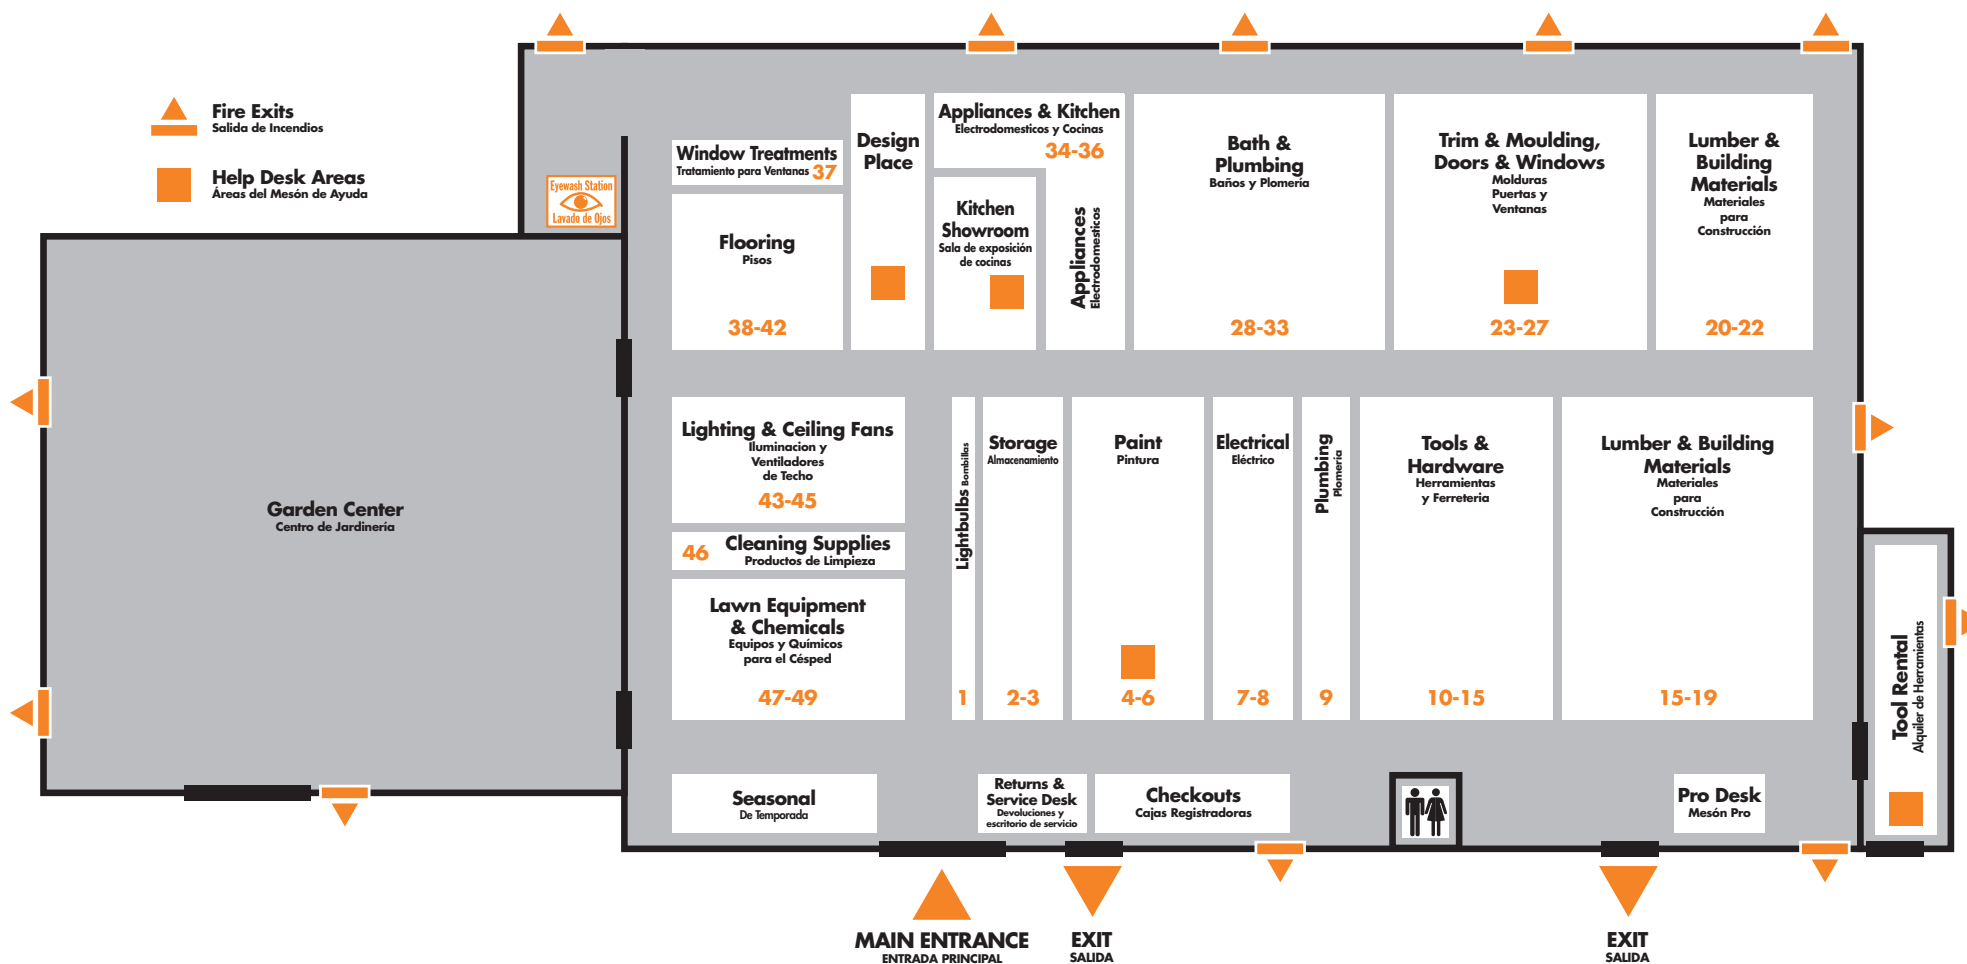 Fire Exits
Salida de Incendios
Help Desk Areas
Áreas del Mesón de Ayuda
Eyewash Station
Lavado de Ojos
Window Treatments
Tratamiento para Ventanas 37
Flooring
Pisos
38-42
Design
Place
Appliances & Kitchen
Electrodomesticos y Cocinas
34-36
Kitchen
Showroom
Sala de exposición
de cocinas
Appliances
Electrodomesticos
Bath &
Plumbing
Baños y Plomería
28-33
Trim & Moulding,
Doors & Windows
Molduras
Puertas y
Ventanas
23-27
Lumber &
Building
Materials
Materiales
para
Construcción
20-22
Garden Center
Centro de Jardinería
Lighting & Ceiling Fans
Iluminacion y
Ventiladores
de Techo
43-45
46 Cleaning Supplies
Productos de Limpieza
Lawn Equipment
& Chemicals
Equipos y Químicos
para el Césped
47-49
Lightbulbs Bombillas
1
Storage
Almacenamiento
2-3
Paint
Pintura
4-6
Electrical
Eléctrico
7-8
Plumbing
Plomería
9
Tools &
Hardware
Herramientas
y Ferreteria
10-15
Lumber & Building
Materials
Materiales
para
Construcción
15-19
Tool Rental
Alquiler de Herramientas
Seasonal
De Temporada
Returns &
Service Desk
Devoluciones y
escritorio de servicio
Checkouts
Cajas Registradoras
Pro Desk
Mesón Pro
MAIN ENTRANCE
ENTRADA PRINCIPAL
EXIT
SALIDA
EXIT
SALIDA